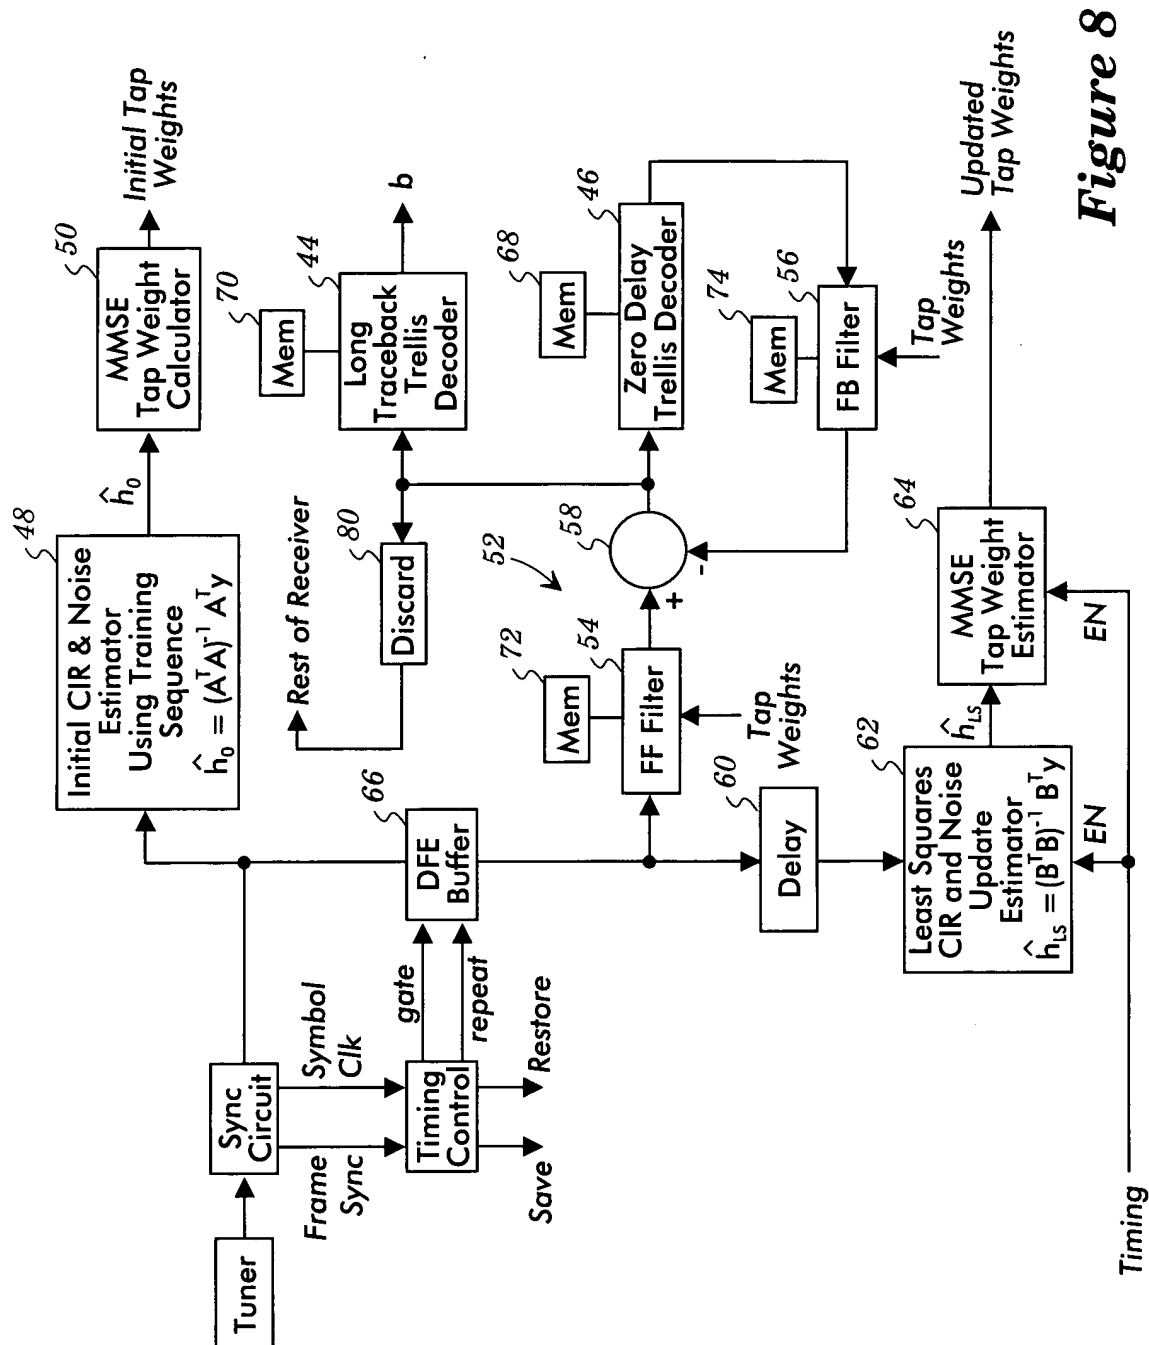 Tuner
Sync
Circuit
Frame
Sync
Symbol
Clk
Timing
Control
Save
Restore
gate
repeat
66
DFE
Buffer
48
Initial CIR & Noise
Estimator
Using Training
Sequence
ĥ₀ = (AᵀA)⁻¹ Aᵀy
ĥ₀
50
MMSE
Tap Weight
Calculator
Initial Tap
Weights
Rest of Receiver
80
Discard
70
Mem
44
Long
Traceback
Trellis
Decoder
b
52
72
Mem
54
FF Filter
Tap
Weights
+
58
-
68
Mem
46
Zero Delay
Trellis Decoder
74
Mem
56
FB Filter
Tap
Weights
60
Delay
62
Least Squares
CIR and Noise
Update
Estimator
ĥLS = (BᵀB)⁻¹ Bᵀy
ĥLS
EN
64
MMSE
Tap Weight
Estimator
EN
Updated
Tap Weights
Timing
Figure 8